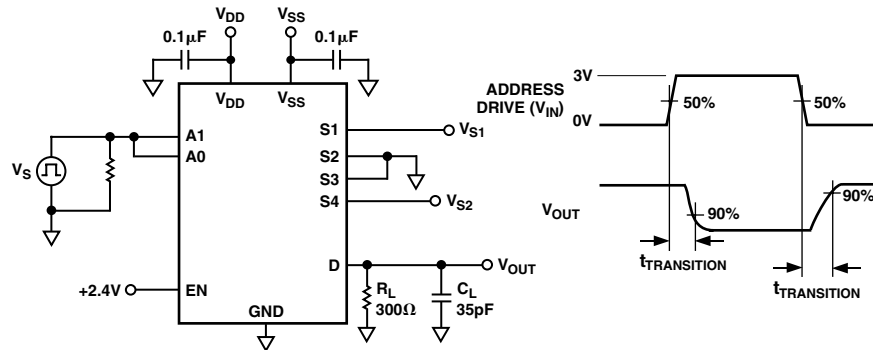 VDD VSS
0.1µF 0.1µF
VDD VSS
A1
A0
VS
S1 VS1
S2
S3
S4 VS2
D VOUT
+2.4V EN
GND
RL
300Ω
CL
35pF
ADDRESS
DRIVE (VIN)
3V
0V
50% 50%
VOUT
90% 90%
tTRANSITION
tTRANSITION